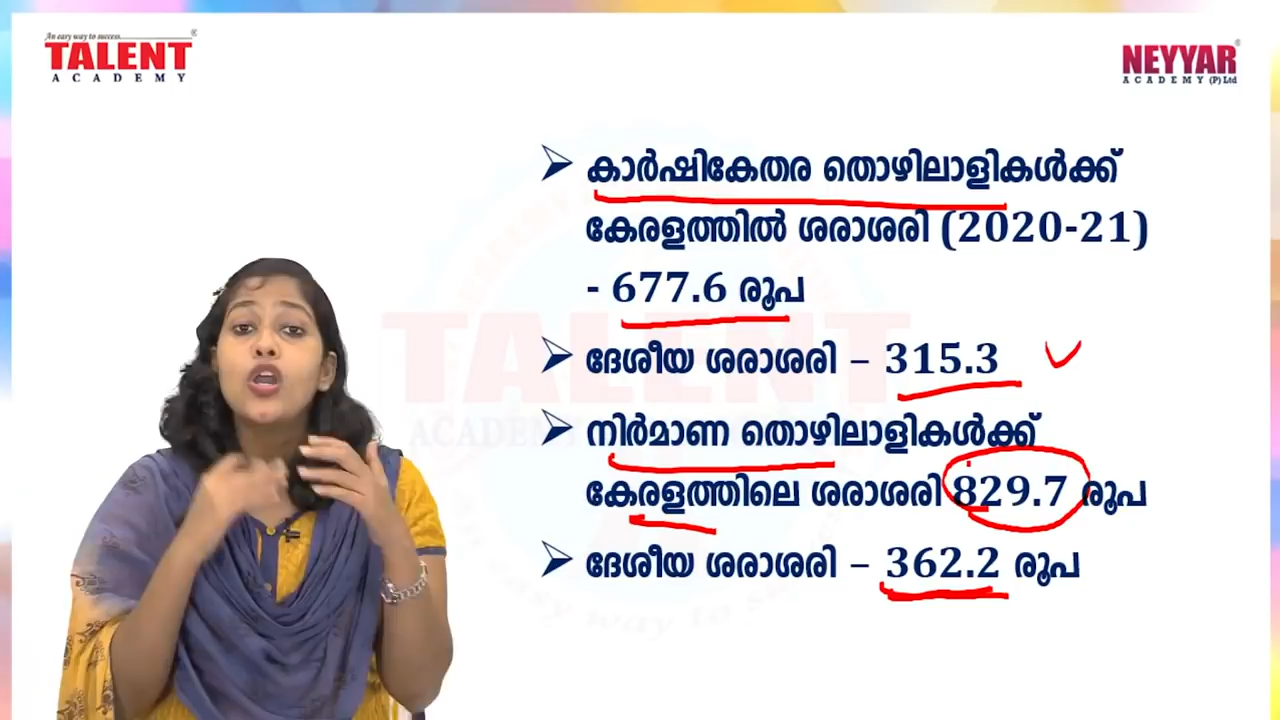 An easy way to success
TALENT
ACADEMY
NEYYAR
ACADEMY (P) Ltd
കാർഷികേതര തൊഴിലാളികൾക്ക്
കേരളത്തിൽ ശരാശരി (2020-21)
- 677.6 രൂപ
ദേശീയ ശരാശരി – 315.3
നിർമാണ തൊഴിലാളികൾക്ക്
കേരളത്തിലെ ശരാശരി 829.7 രൂപ
ദേശീയ ശരാശരി – 362.2 രൂപ
TALENT